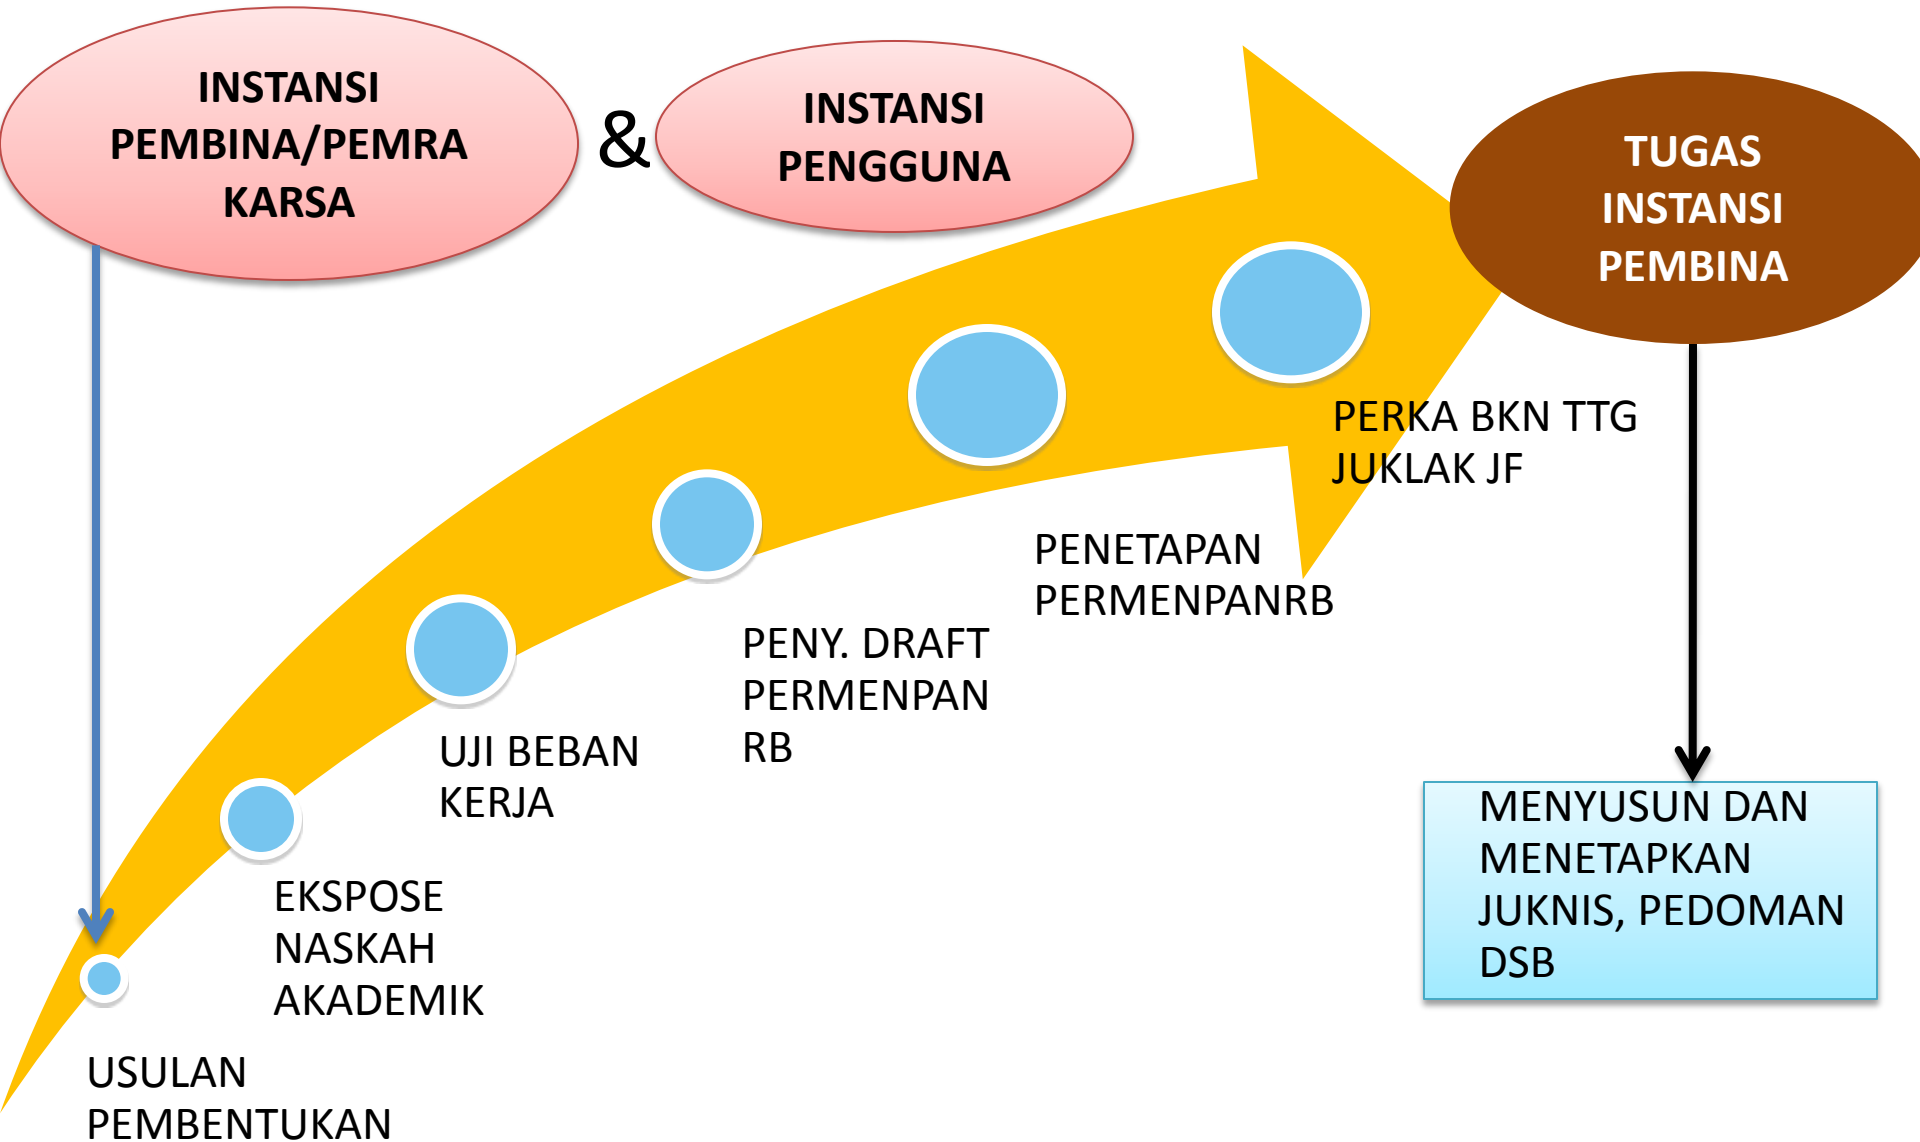 INSTANSI
PEMBINA/PEMRA
KARSA
&
INSTANSI
PENGGUNA
TUGAS
INSTANSI
PEMBINA
PERKA BKN TTG
JUKLAK JF
PENETAPAN
PERMENPANRB
PENY. DRAFT
PERMENPAN
RB
UJI BEBAN
KERJA
EKSPOSE
NASKAH
AKADEMIK
USULAN
PEMBENTUKAN
MENYUSUN DAN
MENETAPKAN
JUKNIS, PEDOMAN
DSB